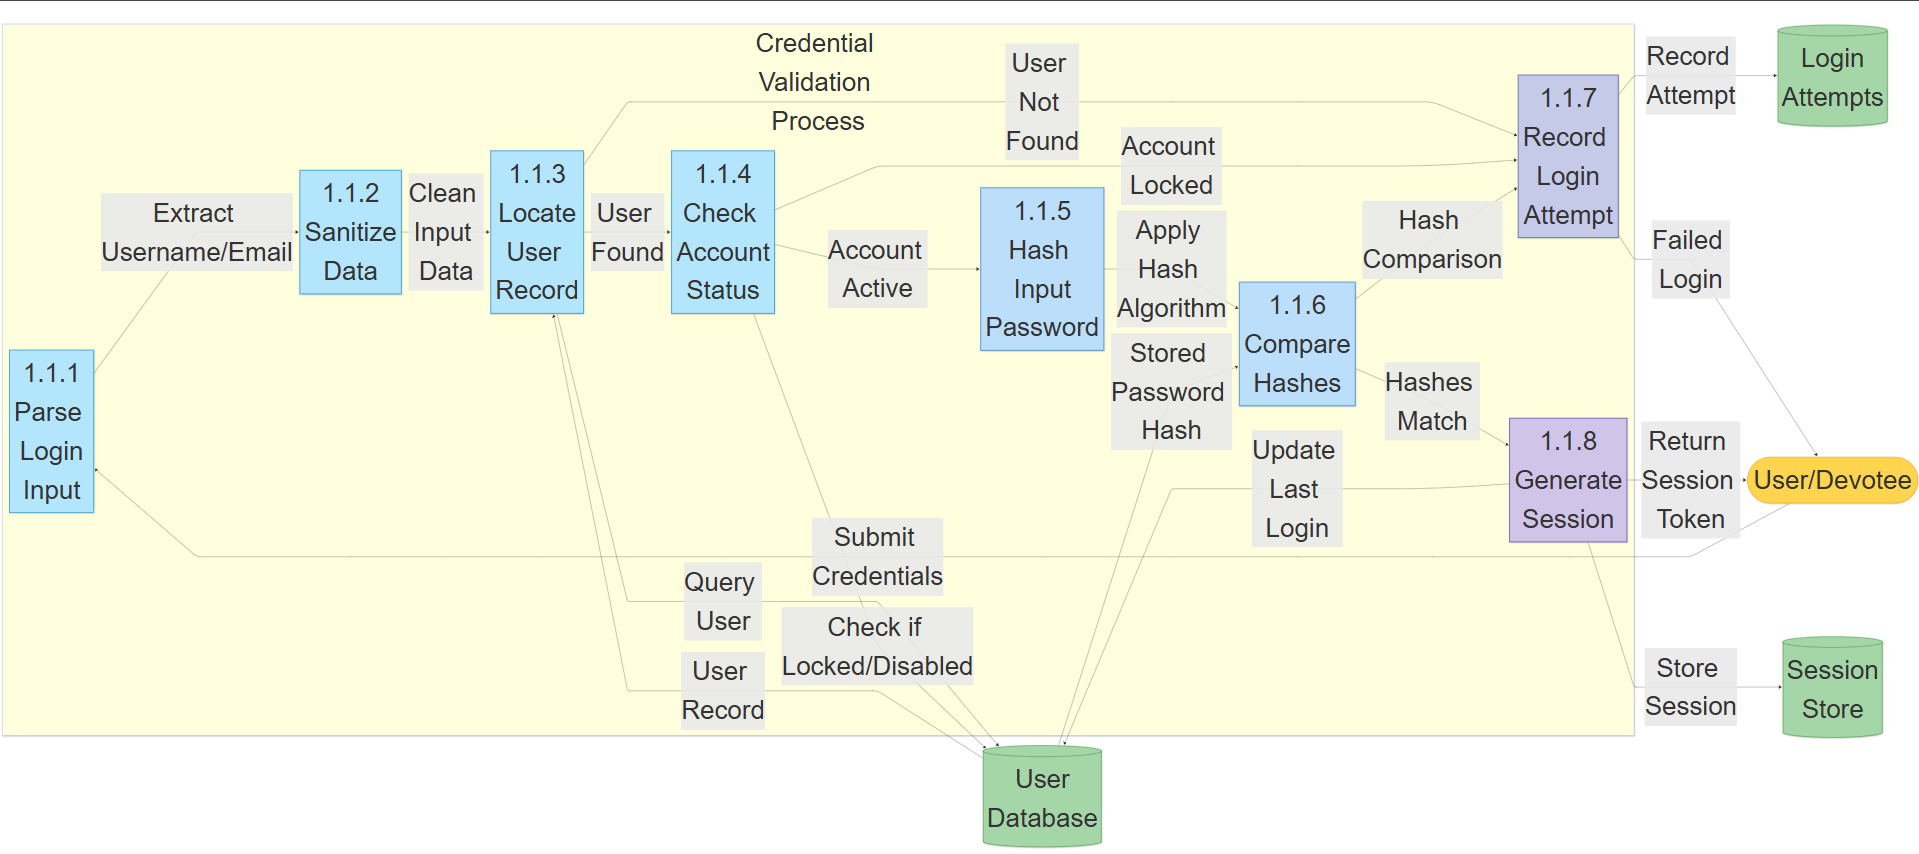 Credential
Validation
Process
User
Not
Found
Record
Attempt
Login
Attempts
1.1.7
Record
Login
Attempt
Account
Locked
1.1.2
Sanitize
Data
Extract
Username/Email
Clean
Input
Data
1.1.3
Locate
User
Record
User
Found
1.1.4
Check
Account
Status
Account
Active
1.1.5
Hash
Input
Password
Apply
Hash
Algorithm
Hash
Comparison
Failed
Login
1.1.6
Compare
Hashes
Stored
Password
Hash
Hashes
Match
1.1.1
Parse
Login
Input
Update
Last
Login
1.1.8
Generate
Session
Return
Session
Token
User/Devotee
Submit
Credentials
Query
User
Check if
Locked/Disabled
User
Record
Store
Session
Session
Store
User
Database